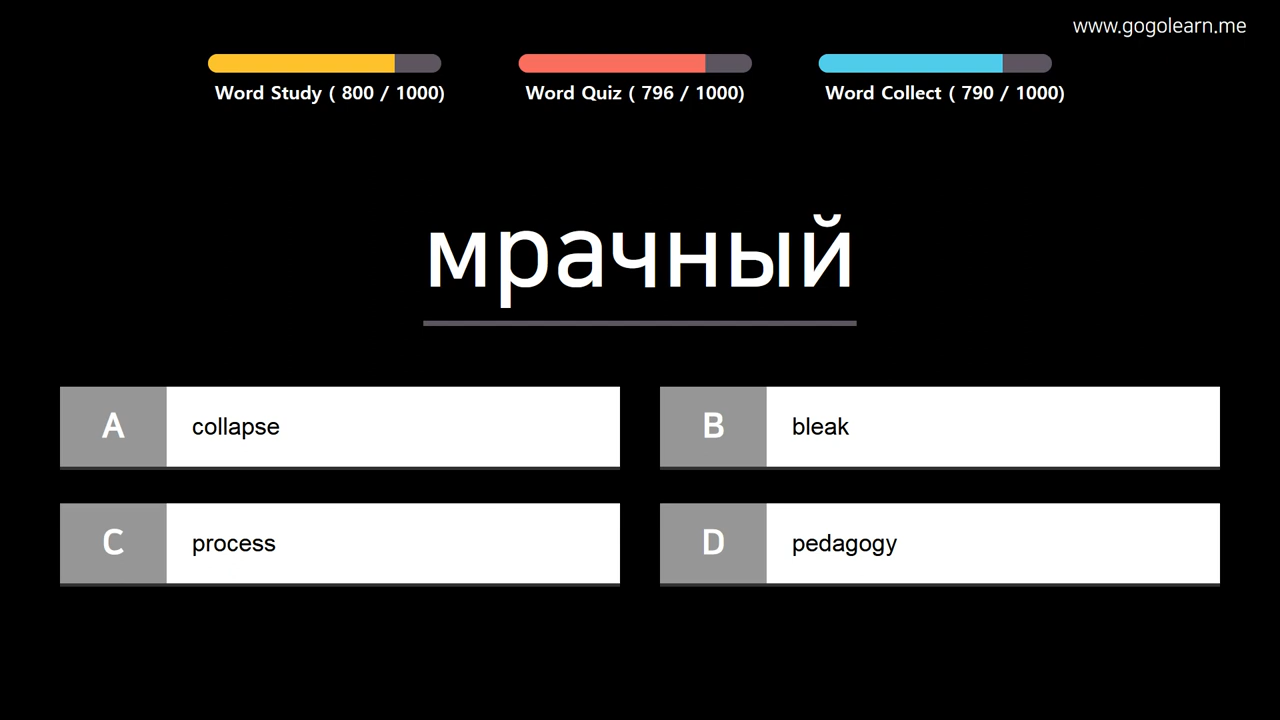 www.gogolearn.me
Word Study ( 800 / 1000)
Word Quiz ( 796 / 1000)
Word Collect ( 790 / 1000)
мрачный
A collapse
B bleak
C process
D pedagogy